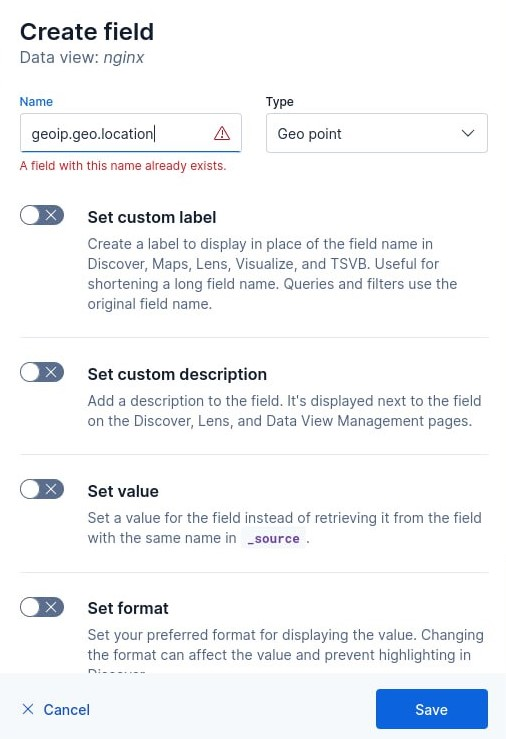 Create field
Data view: nginx
Name
Type
geoip.geo.location
Geo point
A field with this name already exists.
Set custom label
Create a label to display in place of the field name in
Discover, Maps, Lens, Visualize, and TSVB. Useful for
shortening a long field name. Queries and filters use the
original field name.
Set custom description
Add a description to the field. It's displayed next to the field
on the Discover, Lens, and Data View Management pages.
Set value
Set a value for the field instead of retrieving it from the field
with the same name in _source .
Set format
Set your preferred format for displaying the value. Changing
the format can affect the value and prevent highlighting in
Discover.
Cancel
Save